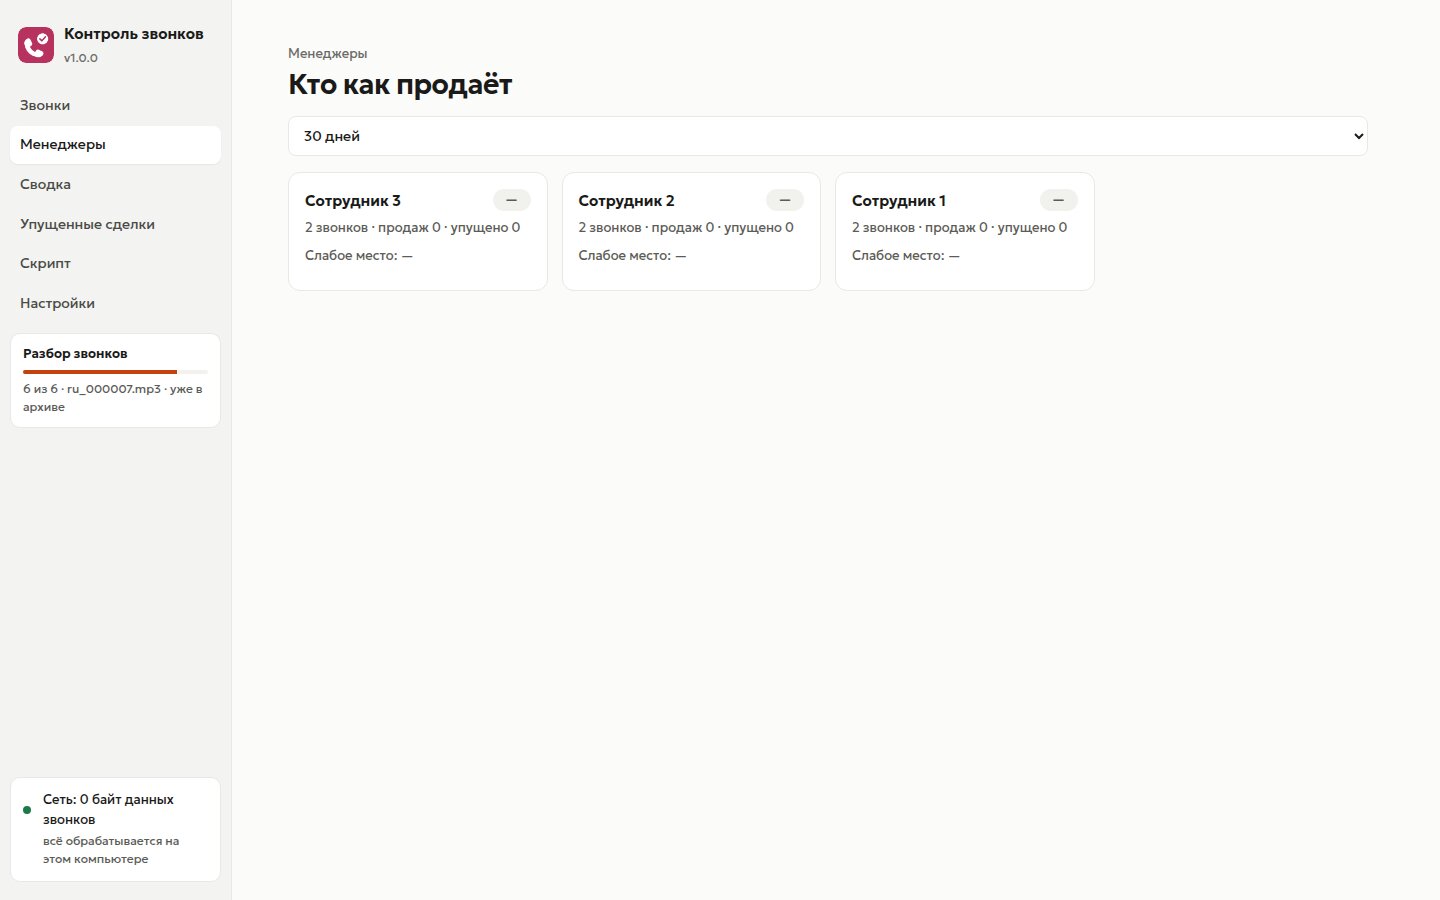 Контроль звонков
v1.0.0
Звонки
Менеджеры
Сводка
Упущенные сделки
Скрипт
Настройки
Разбор звонков
6 из 6 · ru_000007.mp3 · уже в
архиве
Сеть: 0 байт данных
звонков
всё обрабатывается на
этом компьютере
Менеджеры
Кто как продаёт
30 дней
Сотрудник 3 —
2 звонков · продаж 0 · упущено 0
Слабое место: —
Сотрудник 2 —
2 звонков · продаж 0 · упущено 0
Слабое место: —
Сотрудник 1 —
2 звонков · продаж 0 · упущено 0
Слабое место: —